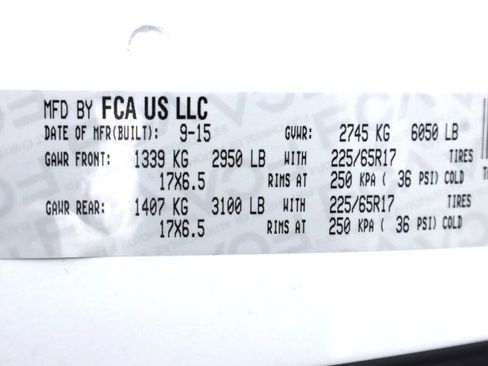 MFD BY FCA US LLC
DATE OF MFR(BUILT): 9-15 GVWR: 2745 KG 6050 LB
GAWR FRONT: 1339 KG 2950 LB WITH 225/65R17 TIRES
17X6.5 RIMS AT 250 KPA ( 36 PSI) COLD
GAWR REAR: 1407 KG 3100 LB WITH 225/65R17 TIRES
17X6.5 RIMS AT 250 KPA ( 36 PSI) COLD